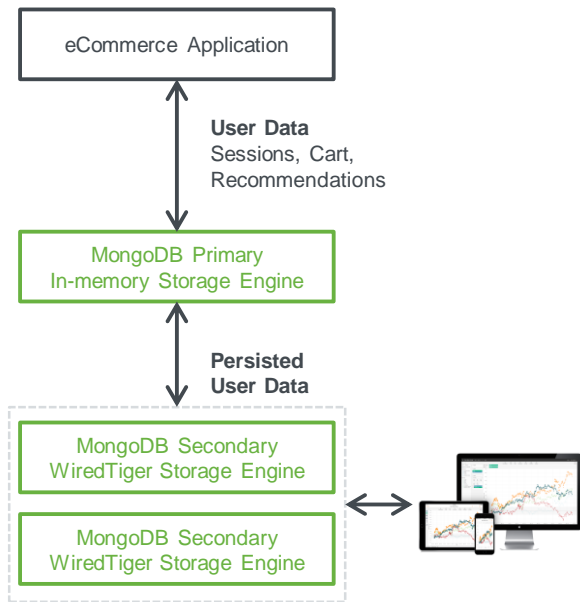 eCommerce Application
User Data
Sessions, Cart,
Recommendations
MongoDB Primary
In-memory Storage Engine
Persisted
User Data
MongoDB Secondary
WiredTiger Storage Engine
MongoDB Secondary
WiredTiger Storage Engine